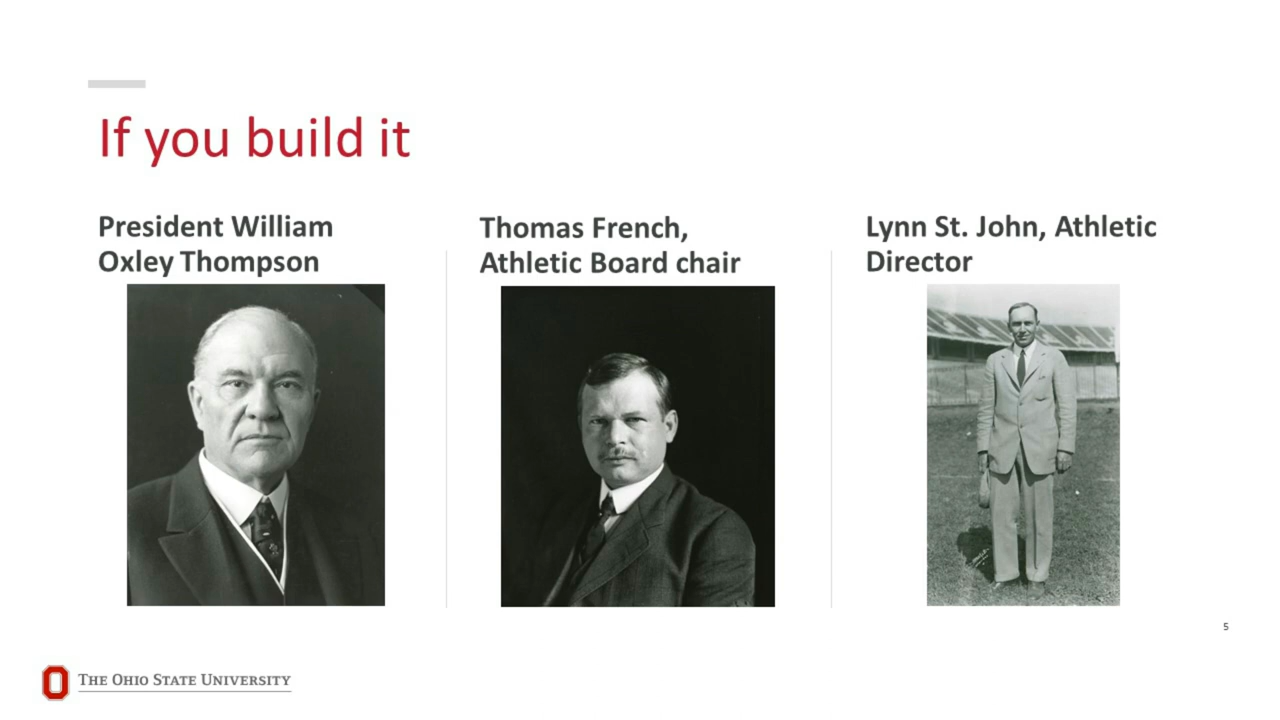 If you build it
President William
Oxley Thompson
Thomas French,
Athletic Board chair
Lynn St. John, Athletic
Director
5
THE OHIO STATE UNIVERSITY